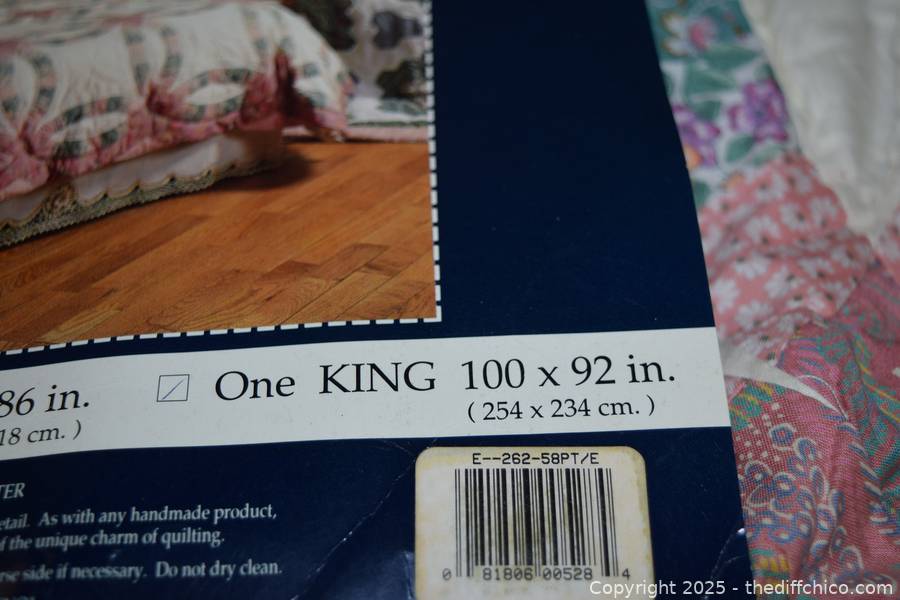 86 in.
18 cm. )
One KING 100 x 92 in.
( 254 x 234 cm. )
TER
etail. As with any handmade product,
f the unique charm of quilting.
rse side if necessary. Do not dry clean.
E--262-58PT/E
0 81806 00528 4
Copyright 2025 - thediffchico.com